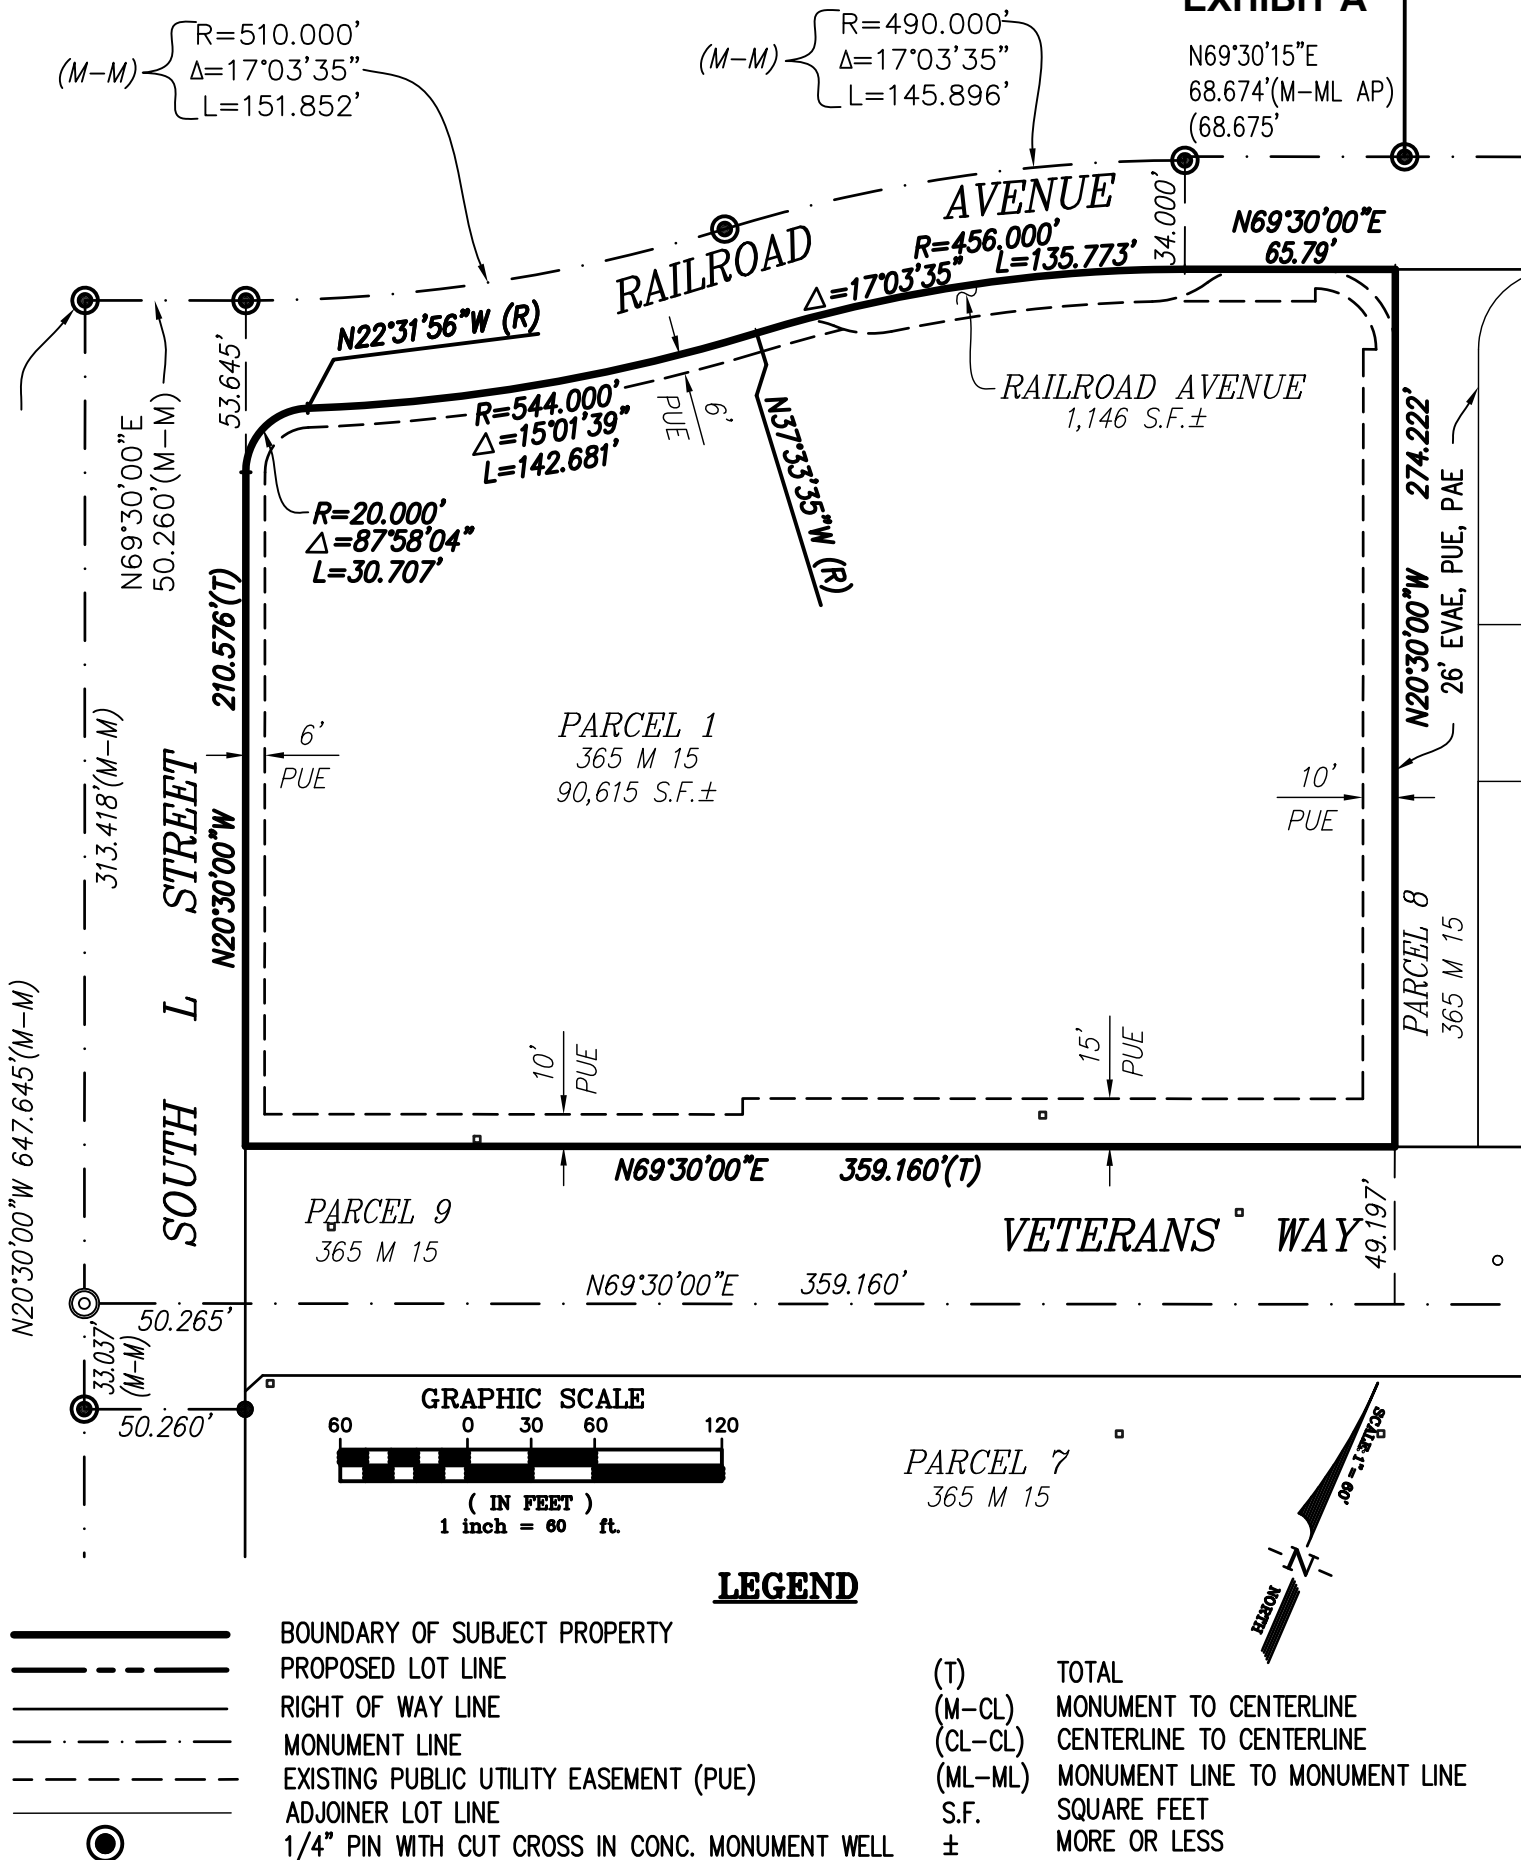 EXHIBIT A
R=510.000'
(M-M)
Δ=17°03'35"
L=151.852'
R=490.000'
(M-M)
Δ=17°03'35"
L=145.896'
N69°30'15"E
68.674'(M-ML AP)
(68.675'
RAILROAD AVENUE
34.000'
N69°30'00"E
65.79'
R=456.000'
Δ=17°03'35"
L=135.773'
N22°31'56"W (R)
53.645'
N69°30'00"E
50.260'(M-M)
R=544.000'
Δ=15°01'39"
L=142.681'
6'
PUE
N37°33'35"W (R)
RAILROAD AVENUE
1,146 S.F.±
R=20.000'
Δ=87°58'04"
L=30.707'
N20°30'00"W 274.222'
26' EVAE, PUE, PAE
N20°30'00"W 210.576'(T)
313.418'(M-M)
SOUTH L STREET
6'
PUE
PARCEL 1
365 M 15
90,615 S.F.±
10'
PUE
PARCEL 8
365 M 15
N20°30'00"W 647.645'(M-M)
10'
PUE
15'
PUE
N69°30'00"E 359.160'(T)
PARCEL 9
365 M 15
VETERANS WAY
49.197'
N69°30'00"E 359.160'
50.265'
33.037'
(M-M)
50.260'
GRAPHIC SCALE
60 0 30 60 120
( IN FEET )
1 inch = 60 ft.
PARCEL 7
365 M 15
SCALE: 1" = 60'
N
NORTH
LEGEND
BOUNDARY OF SUBJECT PROPERTY
PROPOSED LOT LINE
RIGHT OF WAY LINE
MONUMENT LINE
EXISTING PUBLIC UTILITY EASEMENT (PUE)
ADJOINER LOT LINE
1/4" PIN WITH CUT CROSS IN CONC. MONUMENT WELL
(T) TOTAL
(M-CL) MONUMENT TO CENTERLINE
(CL-CL) CENTERLINE TO CENTERLINE
(ML-ML) MONUMENT LINE TO MONUMENT LINE
S.F. SQUARE FEET
± MORE OR LESS